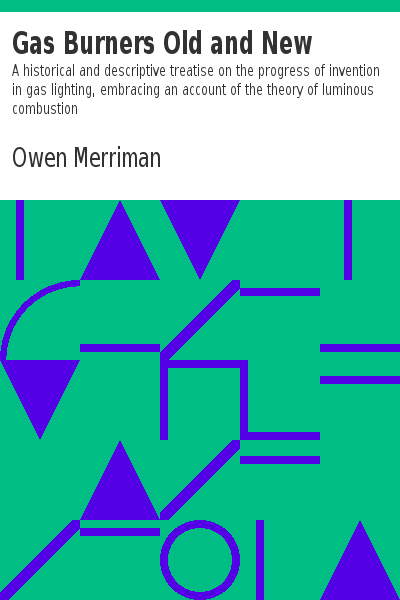 Gas Burners Old and New
A historical and descriptive treatise on the progress of invention
in gas lighting, embracing an account of the theory of luminous
combustion
Owen Merriman